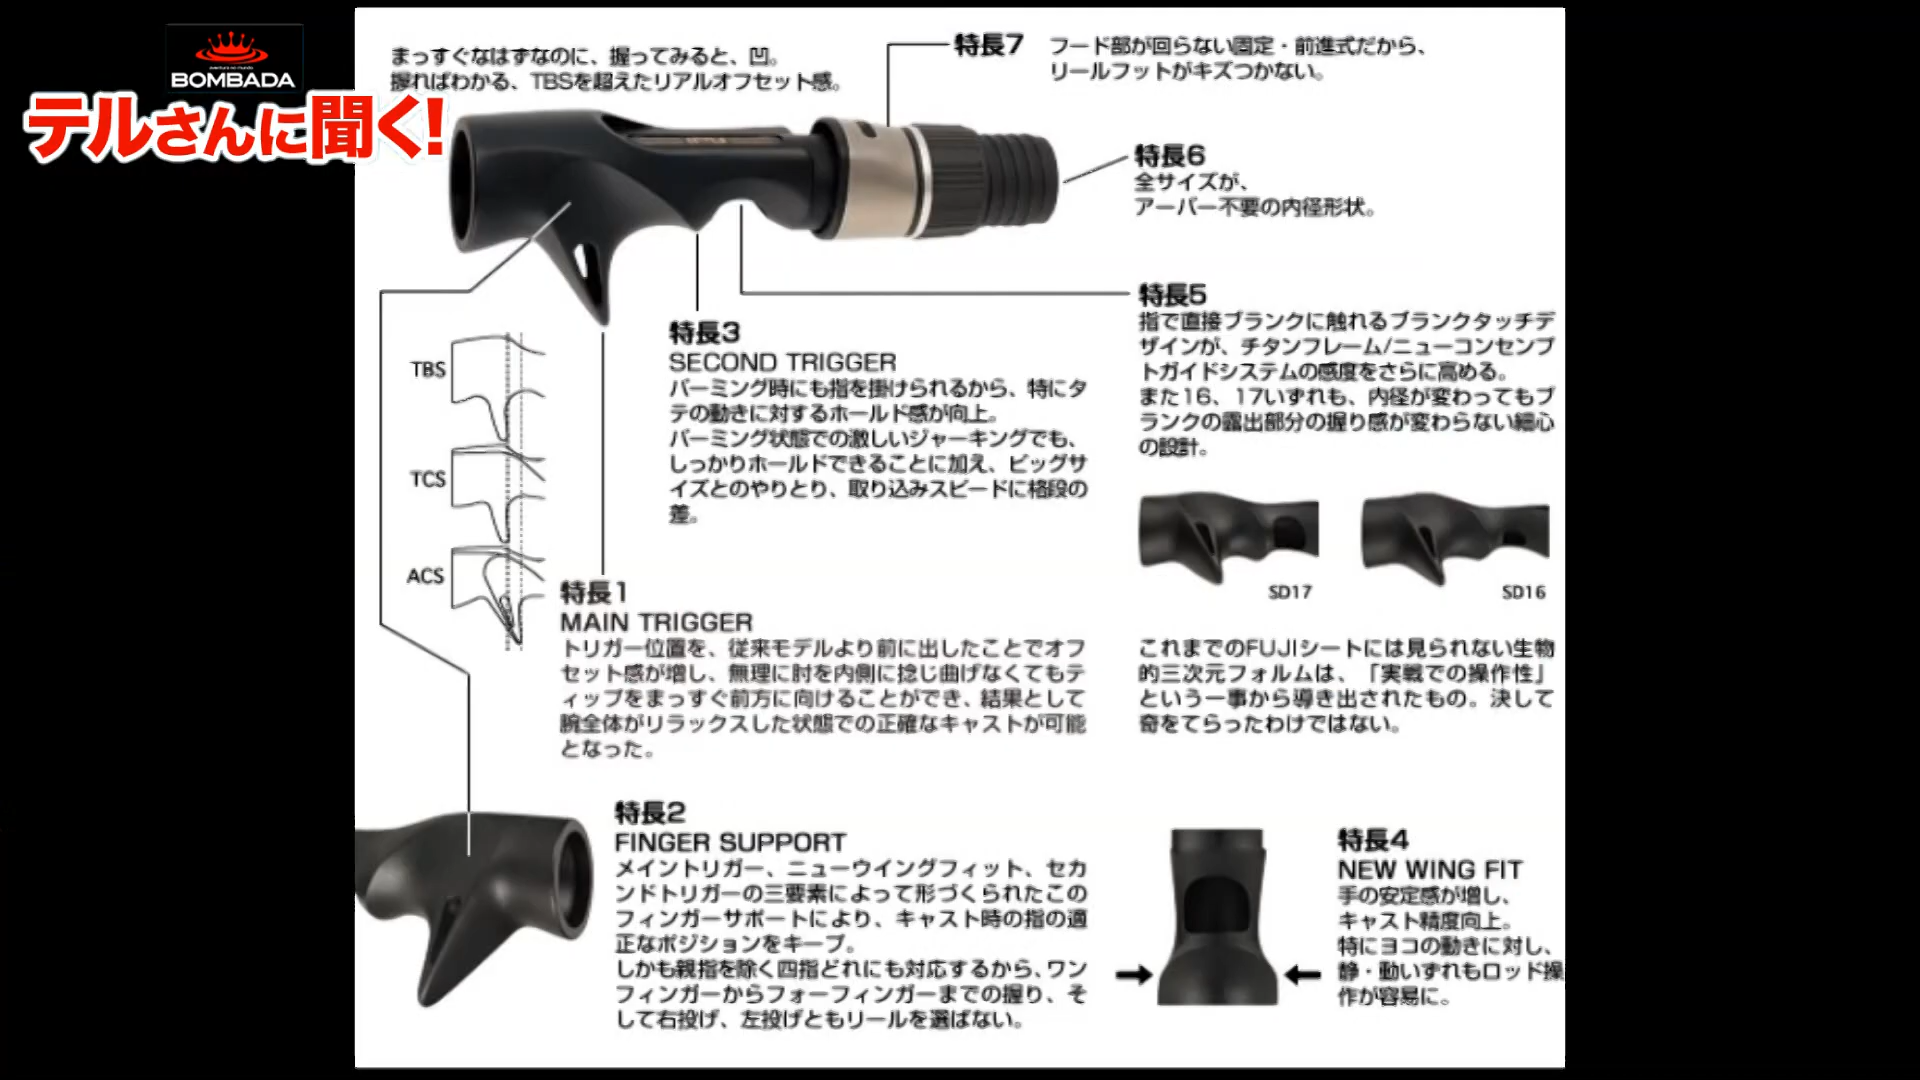 BOMBADA
テルさんに聞く!
まっすぐなはずなのに、握ってみると、凹。
握ればわかる、TBSを超えたリアルオフセット感。
特長7
フード部が回らない固定・前進式だから、
リールフットがキズつかない。
特長6
全サイズが、
アーバー不要の内径形状。
特長5
指で直接ブランクに触れるブランクタッチデ
ザインが、チタンフレーム/ニューコンセプ
トガイドシステムの感度をさらに高める。
また16、17いずれも、内径が変わってもブ
ランクの露出部分の握り感が変わらない細心
の設計。
SD17
SD16
これまでのFUJIシートには見られない生物
的三次元フォルムは、「実戦での操作性」
という一事から導き出されたもの。決して
奇をてらったわけではない。
特長3
SECOND TRIGGER
パーミング時にも指を掛けられるから、特にタ
テの動きに対するホールド感が向上。
パーミング状態での激しいジャーキングでも、
しっかりホールドできることに加え、ビッグサ
イズとのやりとり、取り込みスピードに格段の
差。
TBS
TCS
ACS
特長1
MAIN TRIGGER
トリガー位置を、従来モデルより前に出したことでオフ
セット感が増し、無理に肘を内側に捻じ曲げなくてもテ
ィップをまっすぐ前方に向けることができ、結果として
腕全体がリラックスした状態での正確なキャストが可能
となった。
特長2
FINGER SUPPORT
メイントリガー、ニューウイングフィット、セカ
ンドトリガーの三要素によって形づくられたこの
フィンガーサポートにより、キャスト時の指の適
正なポジションをキープ。
しかも親指を除く四指どれにも対応するから、ワン
フィンガーからフォーフィンガーまでの握り、そ
して右投げ、左投げともリールを選ばない。
特長4
NEW WING FIT
手の安定感が増し、
キャスト精度向上。
特にヨコの動きに対し、
静・動いずれもロッド操
作が容易に。